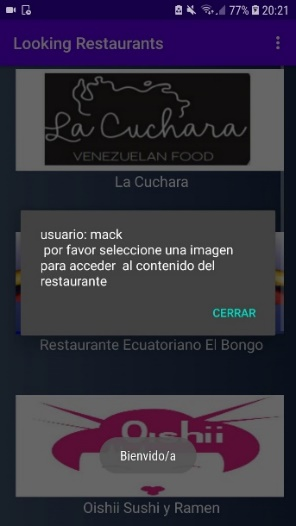 77% 20:21
Looking Restaurants
La Cuchara
VENEZUELAN FOOD
La Cuchara
usuario: mack
por favor seleccione una imagen
para acceder al contenido del
restaurante
CERRAR
Restaurante Ecuatoriano El Bongo
Oishii
Bienvido/a
Oishii Sushi y Ramen